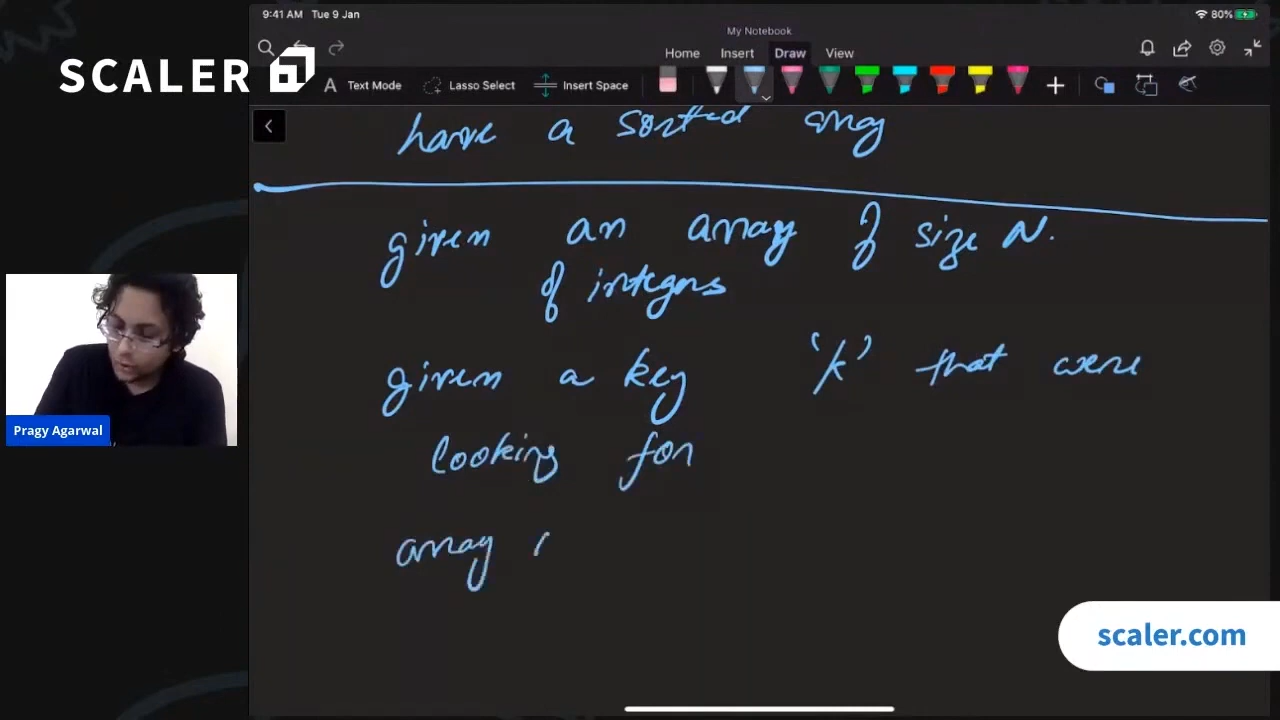 9:41 AM Tue 9 Jan
80%
My Notebook
SCALER
Home Insert Draw View
A Text Mode Lasso Select Insert Space
have a sorted array
given an array of size N.
of integers
given a key 'k' that were
looking for
array
Pragy Agarwal
scaler.com